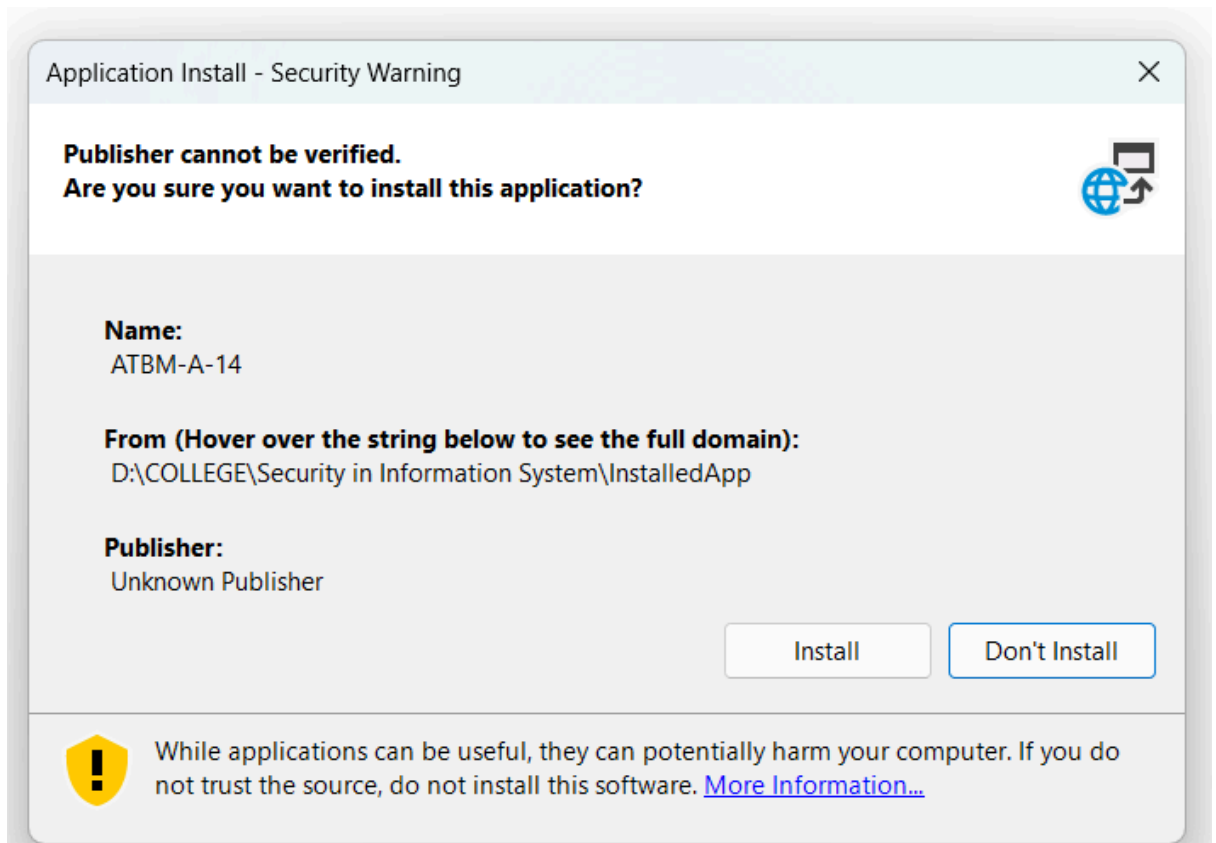 Application Install - Security Warning
Publisher cannot be verified.
Are you sure you want to install this application?
Name:
ATBM-A-14
From (Hover over the string below to see the full domain):
D:\COLLEGE\Security in Information System\InstalledApp
Publisher:
Unknown Publisher
Install
Don't Install
While applications can be useful, they can potentially harm your computer. If you do
not trust the source, do not install this software. More Information...